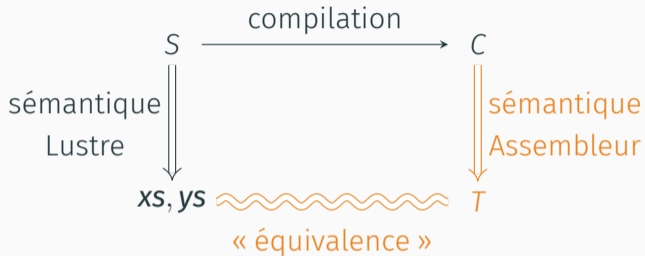 compilation
S C
sémantique
Lustre
sémantique
Assembleur
xs, ys T
« équivalence »